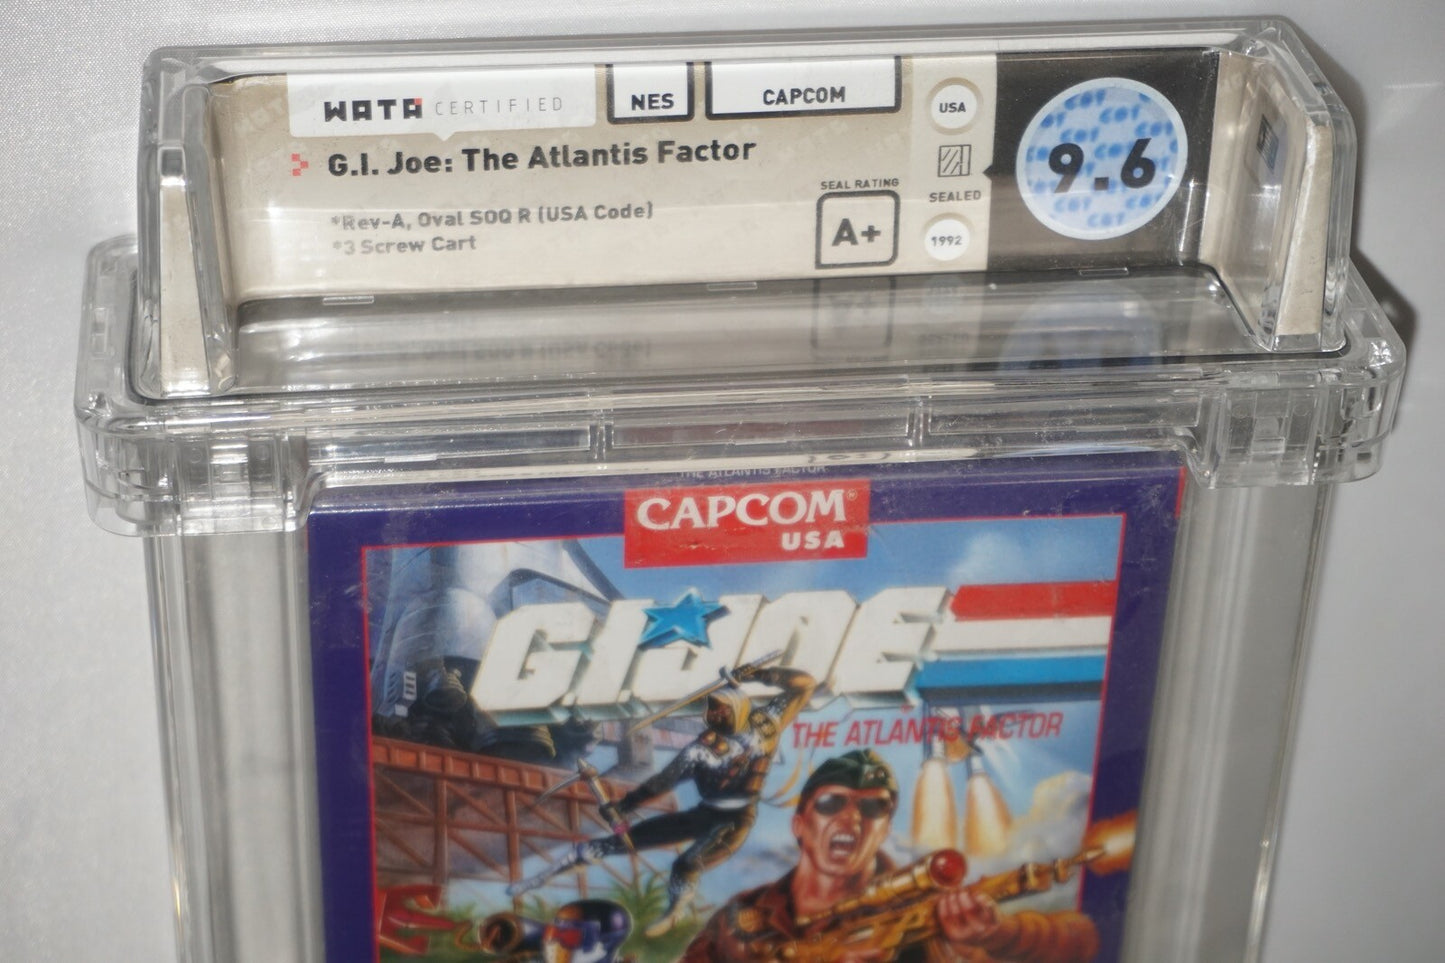 WATA CERTIFIED
NES
CAPCOM
USA
G.I. Joe: The Atlantis Factor
SEAL RATING
A+
SEALED
9.6
*Rev-A, Oval SOQ R (USA Code)
*3 Screw Cart
1992
THE ATLANTIS FACTOR
CAPCOM®
USA
G.I. JOE
THE ATLANTIS FACTOR